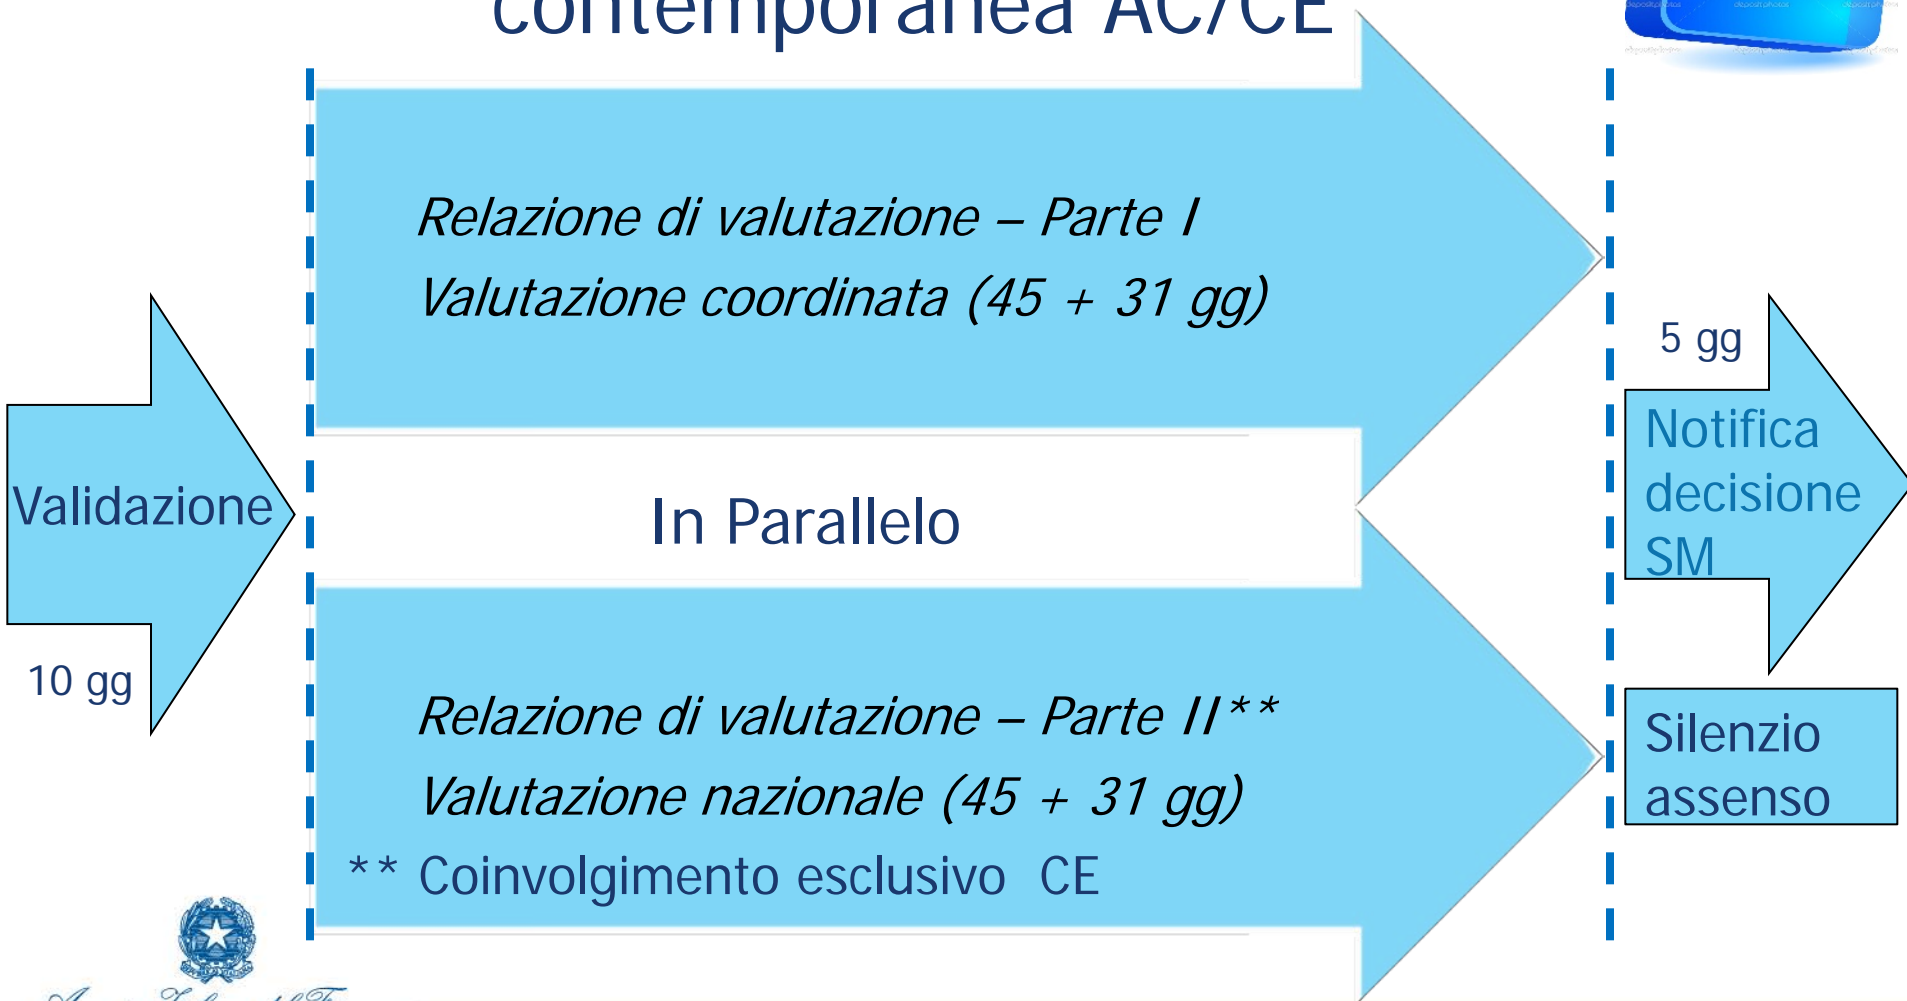 contemporanea AC/CE
Relazione di valutazione – Parte I
Valutazione coordinata (45 + 31 gg)
5 gg
Notifica
decisione
SM
Validazione
In Parallelo
10 gg
Relazione di valutazione – Parte II**
Valutazione nazionale (45 + 31 gg)
** Coinvolgimento esclusivo CE
Silenzio
assenso